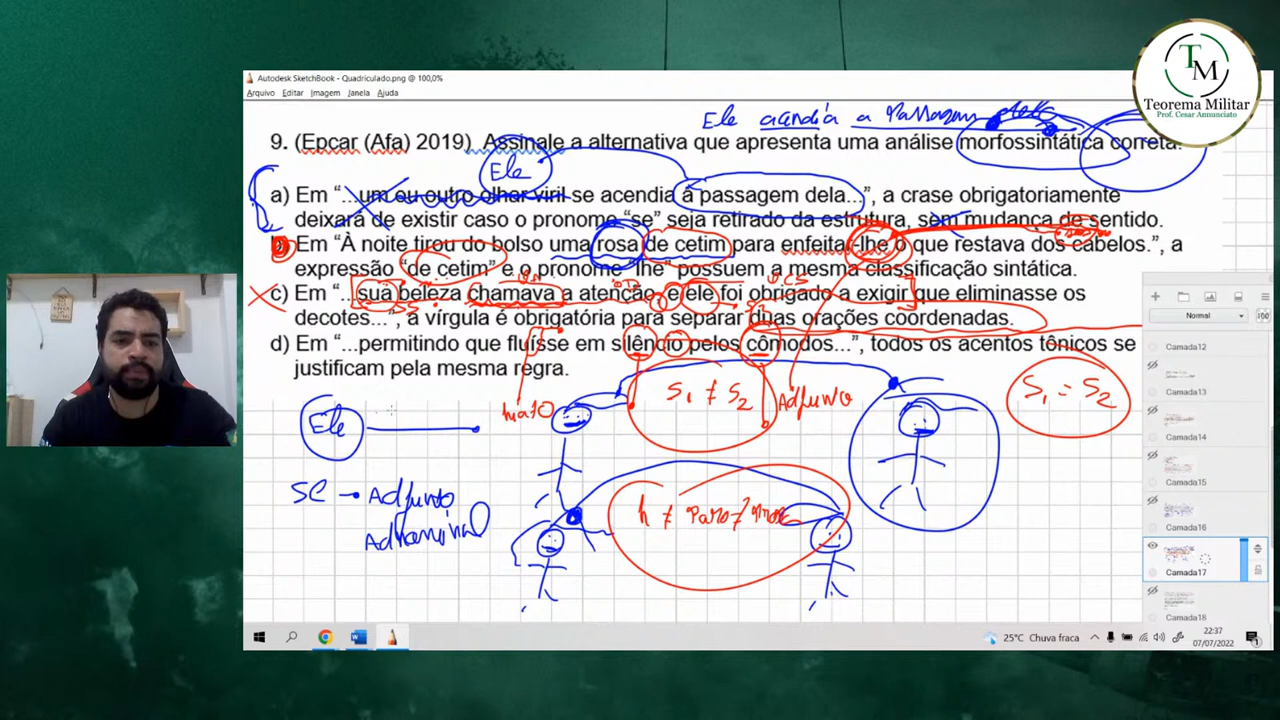 TM
Teorema Militar
Prof. Cesar Annunciato
Autodesk SketchBook - Quadriculado.png @ 100,0%
Arquivo Editar Imagem Janela Ajuda
Ele acendia a passagem dela
9. (Epcar (Afa) 2019) Assinale a alternativa que apresenta uma análise morfossintática correta.
Ele
a) Em “...um ou outro olhar viril se acendia à passagem dela...”, a crase obrigatoriamente
deixará de existir caso o pronome “se” seja retirado da estrutura, sem mudança de sentido.
Em “À noite tirou do bolso uma rosa de cetim para enfeitar-lhe o que restava dos cabelos.”, a
expressão “de cetim” e o pronome “lhe” possuem a mesma classificação sintática.
c) Em “...sua beleza chamava a atenção, e ele foi obrigado a exigir que eliminasse os
decotes...”, a vírgula é obrigatória para separar duas orações coordenadas.
d) Em “...permitindo que fluísse em silêncio pelos cômodos...”, todos os acentos tônicos se
justificam pela mesma regra.
hiato
S1 ≠ S2
Adjunto
S1 = S2
Ele
se
Adjunto
Adnominal
h ≠ Paro ≠
Normal
100
Camada12
Camada13
Camada14
Camada15
Camada16
Camada17
Camada18
25°C Chuva fraca
22:37
07/07/2022